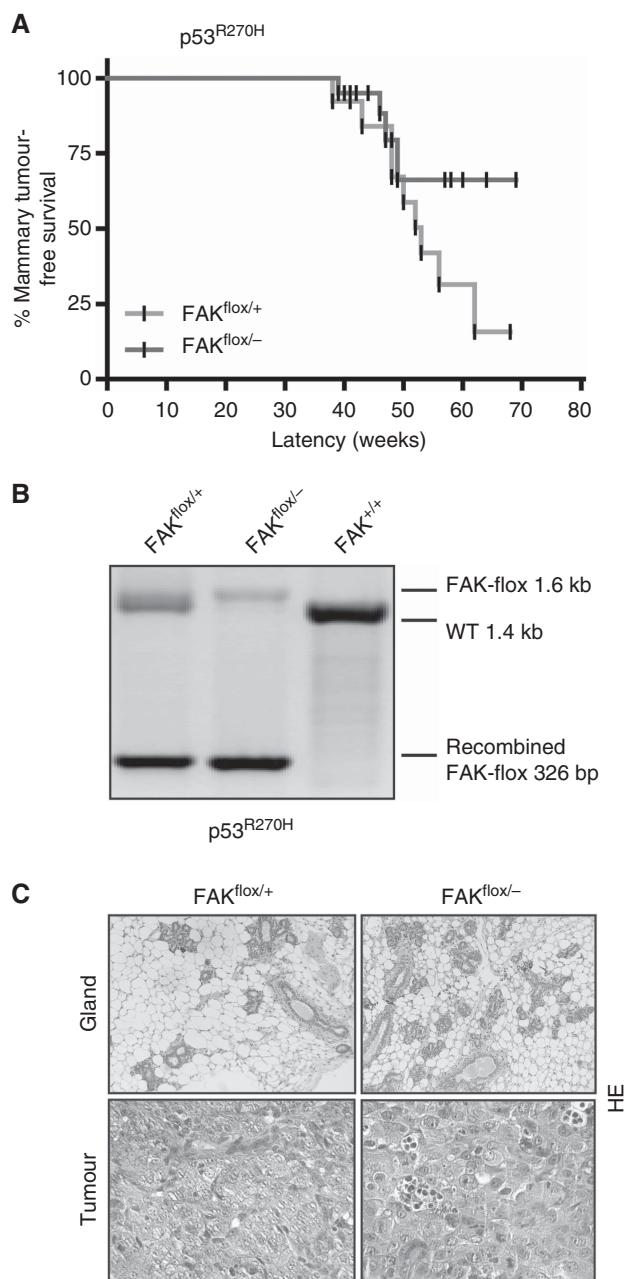 A
p53R270H
100
75
50
25
0
% Mammary tumour-
free survival
FAKflox/+
FAKflox/–
0 10 20 30 40 50 60 70 80
Latency (weeks)
B
FAKflox/+ FAKflox/– FAK+/+
FAK-flox 1.6 kb
WT 1.4 kb
Recombined
FAK-flox 326 bp
p53R270H
C
FAKflox/+ FAKflox/–
Gland
Tumour
HE